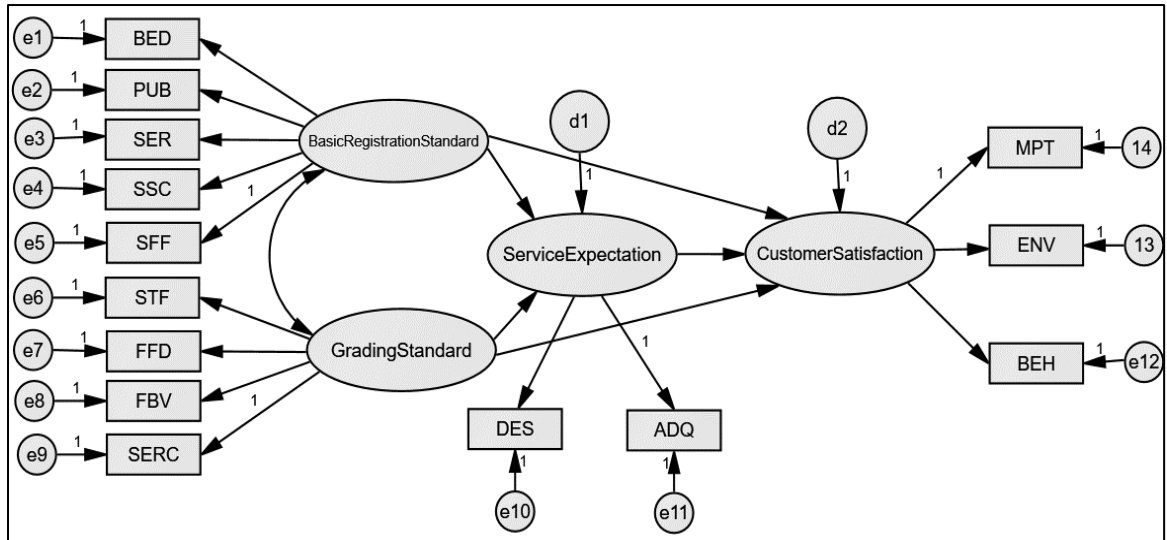 e1 1 BED
e2 1 PUB
e3 1 SER
e4 1 SSC
e5 1 SFF
e6 1 STF
e7 1 FFD
e8 1 FBV
e9 1 SERC
BasicRegistrationStandard
1
GradingStandard
1
d1
1
ServiceExpectation
1
DES
1
e10
ADQ
1
e11
d2
1
CustomerSatisfaction
1
MPT 1 14
ENV 1 13
BEH 1 e12